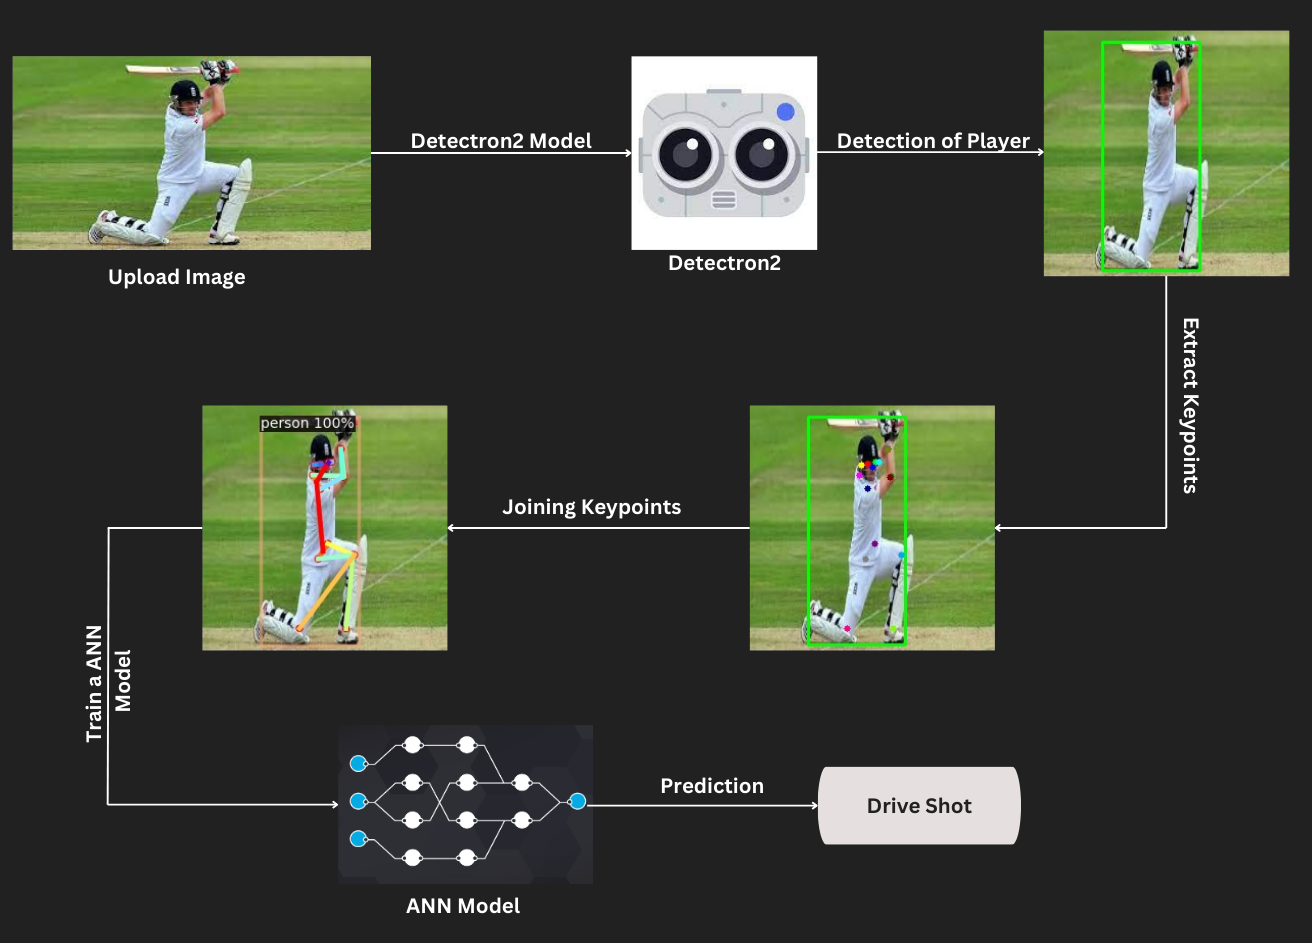 Detectron2 Model
Detection of Player
Upload Image
Detectron2
Extract Keypoints
person 100%
Joining Keypoints
Train a ANN
Model
Prediction
Drive Shot
ANN Model